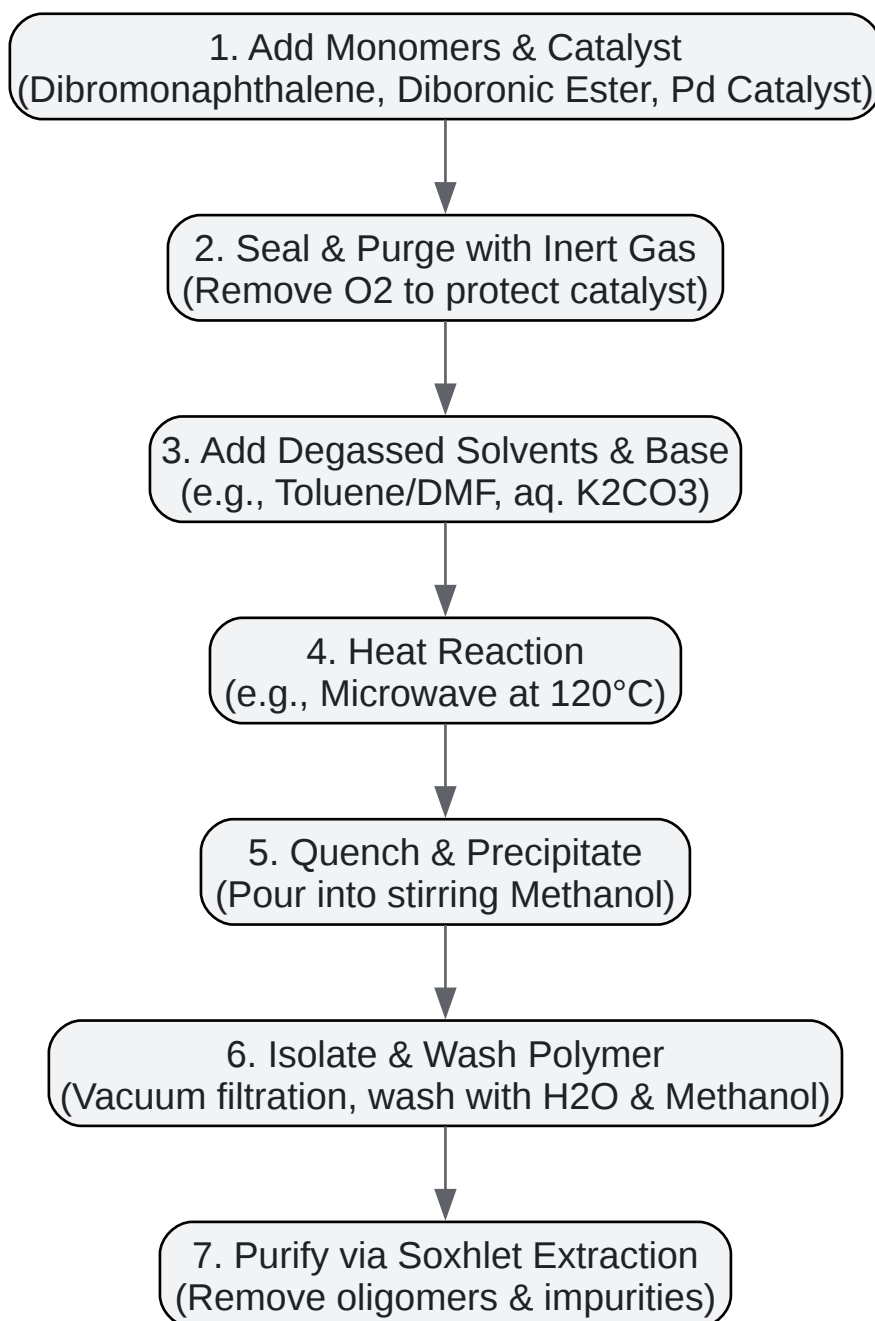 1. Add Monomers & Catalyst
(Dibromonaphthalene, Diboronic Ester, Pd Catalyst)
2. Seal & Purge with Inert Gas
(Remove O2 to protect catalyst)
3. Add Degassed Solvents & Base
(e.g., Toluene/DMF, aq. K2CO3)
4. Heat Reaction
(e.g., Microwave at 120°C)
5. Quench & Precipitate
(Pour into stirring Methanol)
6. Isolate & Wash Polymer
(Vacuum filtration, wash with H2O & Methanol)
7. Purify via Soxhlet Extraction
(Remove oligomers & impurities)